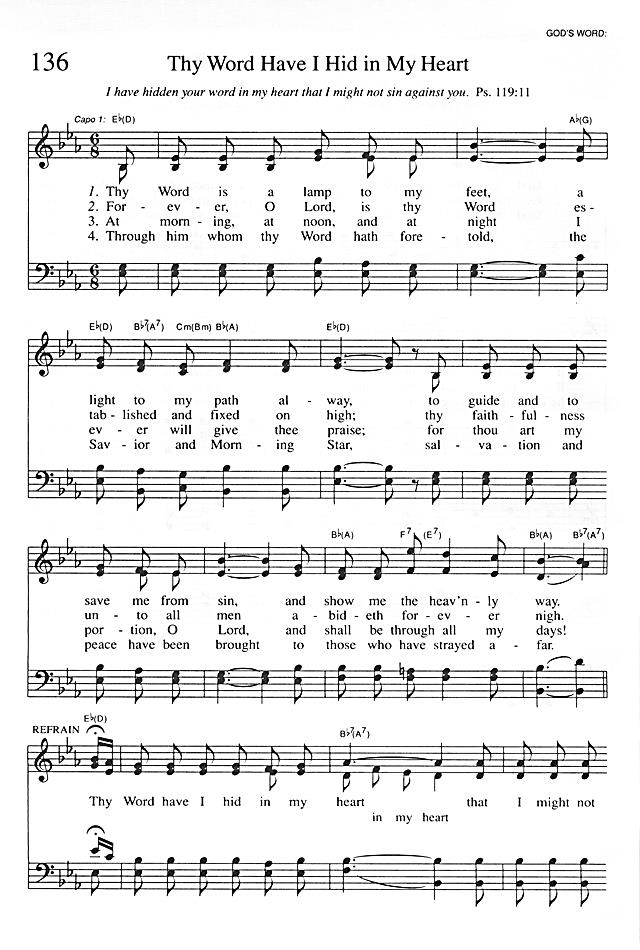 GOD'S WORD:
136 Thy Word Have I Hid in My Heart
I have hidden your word in my heart that I might not sin against you. Ps. 119:11
Capo 1: E♭(D) A♭(G)
6 8
1. Thy Word is a lamp to my feet, a
2. For - ev - er, O Lord, is thy Word es -
3. At morn - ing, at noon, and at night I
4. Through him whom thy Word hath fore - told, the
6 8
E♭(D) B♭7(A7) Cm(Bm) B♭(A) E♭(D)
light to my path al - way, to guide and to
tab - lished and fixed on high; thy faith - ful - ness
ev - er will give thee praise; for thou art my
Sav - ior and Morn - ing Star, sal - va - tion and
B♭(A) F7 (E7) B♭(A) B♭7(A7)
save me from sin, and show me the heav'n - ly way.
un - to all men a - bid - eth for - ev - er nigh.
por - tion, O Lord, and shall be through all my days!
peace have been brought to those who have strayed a - far.
E♭(D) B♭7(A7)
REFRAIN
Thy Word have I hid in my heart that I might not
in my heart